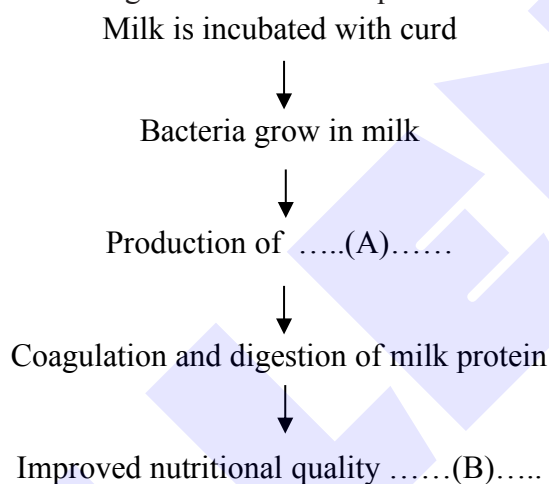 Milk is incubated with curd
Bacteria grow in milk
Production of …..(A)……
Coagulation and digestion of milk protein
Improved nutritional quality ……(B)…..